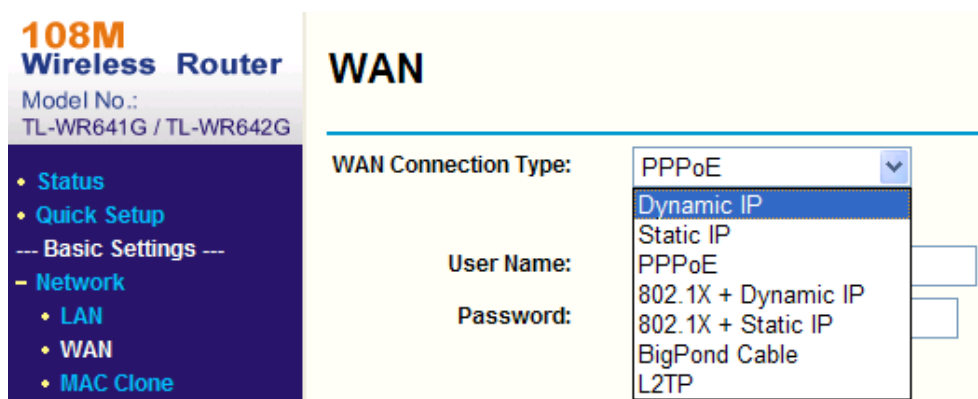 108M
Wireless Router
Model No.:
TL-WR641G / TL-WR642G
• Status
• Quick Setup
--- Basic Settings ---
– Network
• LAN
• WAN
• MAC Clone
WAN
WAN Connection Type:
PPPoE
Dynamic IP
Static IP
PPPoE
802.1X + Dynamic IP
802.1X + Static IP
BigPond Cable
L2TP
User Name:
Password: